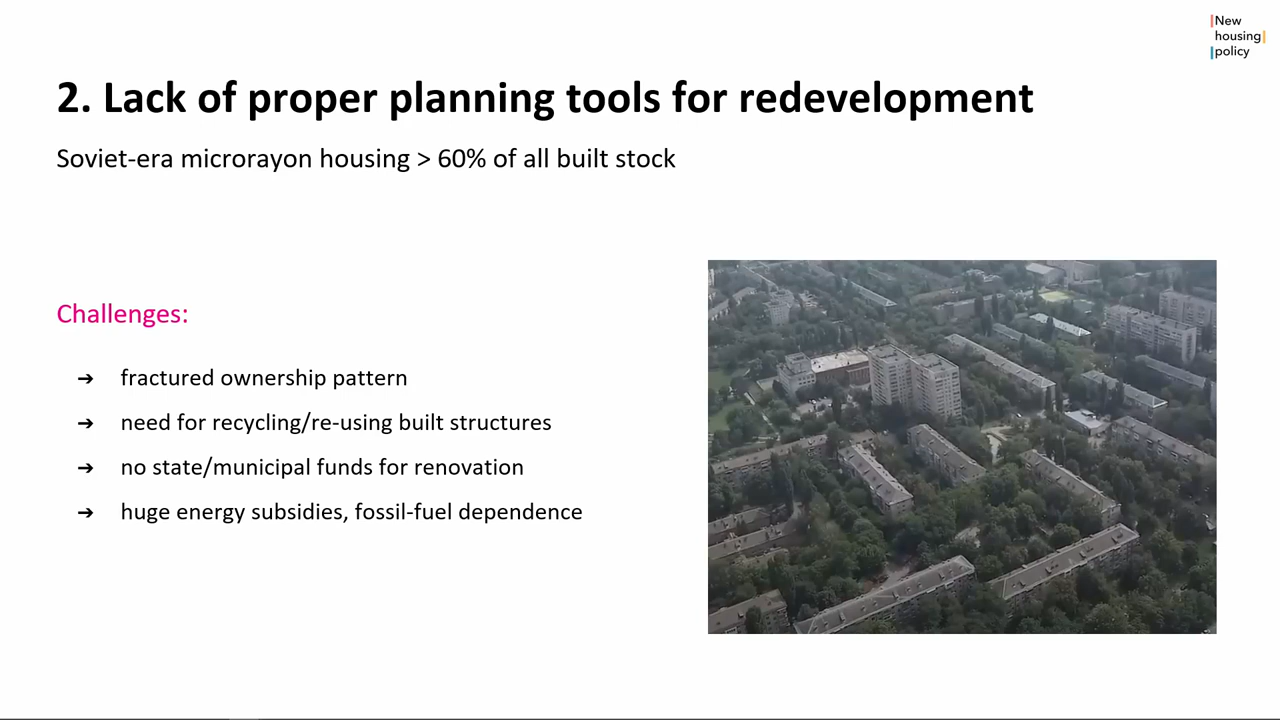 New
housing
policy
2. Lack of proper planning tools for redevelopment
Soviet-era microrayon housing > 60% of all built stock
Challenges:
➔ fractured ownership pattern
➔ need for recycling/re-using built structures
➔ no state/municipal funds for renovation
➔ huge energy subsidies, fossil-fuel dependence